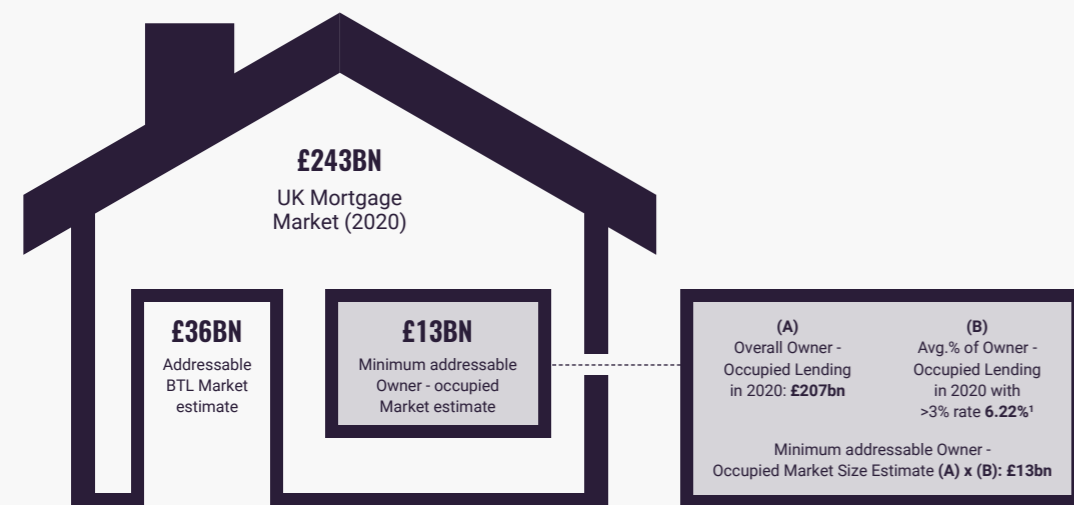 £243BN
UK Mortgage
Market (2020)
£36BN
Addressable
BTL Market
estimate
£13BN
Minimum addressable
Owner - occupied
Market estimate
(A)
Overall Owner -
Occupied Lending
in 2020: £207bn
(B)
Avg.% of Owner -
Occupied Lending
in 2020 with
>3% rate 6.22%¹
Minimum addressable Owner -
Occupied Market Size Estimate (A) x (B): £13bn